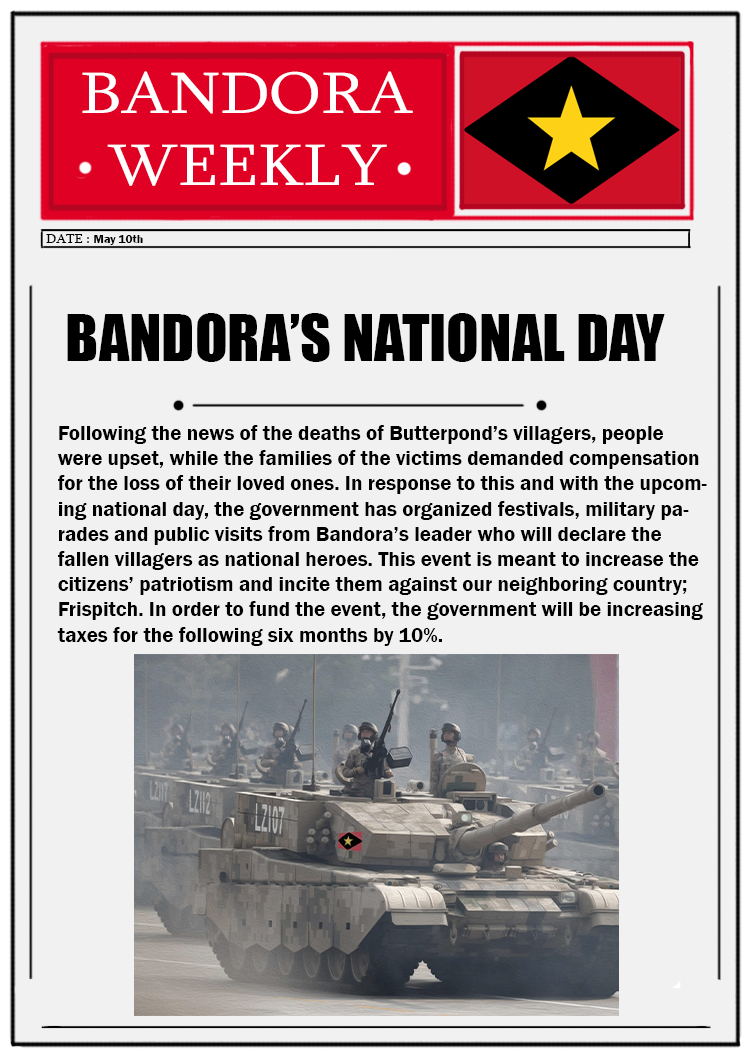 BANDORA
• WEEKLY •
DATE : May 10th
BANDORA’S NATIONAL DAY
Following the news of the deaths of Butterpond’s villagers, people
were upset, while the families of the victims demanded compensation
for the loss of their loved ones. In response to this and with the upcom-
ing national day, the government has organized festivals, military pa-
rades and public visits from Bandora’s leader who will declare the
fallen villagers as national heroes. This event is meant to increase the
citizens’ patriotism and incite them against our neighboring country;
Frispitch. In order to fund the event, the government will be increasing
taxes for the following six months by 10%.
LZ117
LZ112
LZ107